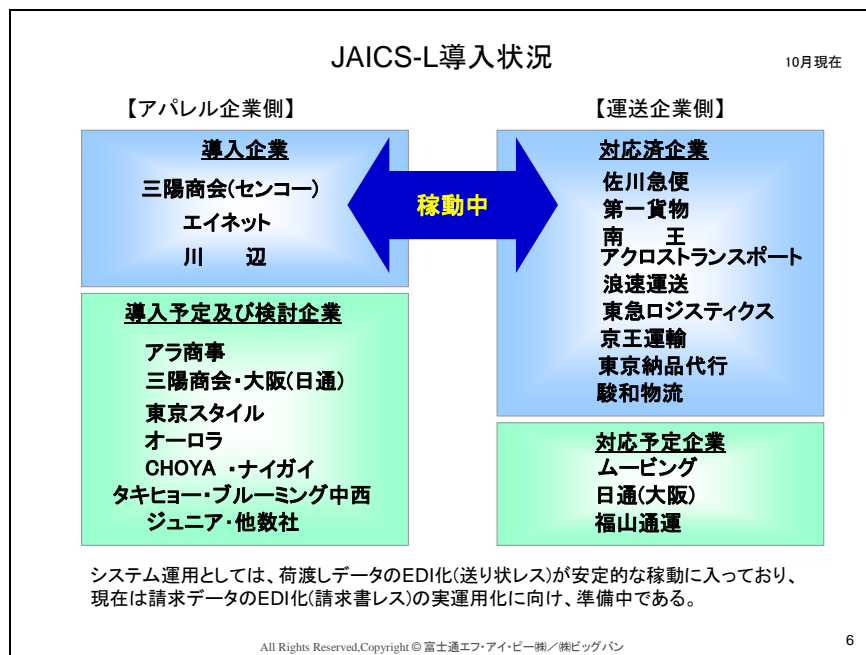 JAICS-L導入状況
10月現在
【アパレル企業側】
導入企業
三陽商会(センコー)
エイネット
川　　辺
導入予定及び検討企業
アラ商事
三陽商会・大阪(日通)
東京スタイル
オーロラ
CHOYA ・ナイガイ
タキヒョー・ブルーミング中西
ジュニア・他数社
稼動中
【運送企業側】
対応済企業
佐川急便
第一貨物
南　　王
アクロストランスポート
浪速運送
東急ロジスティクス
京王運輸
東京納品代行
駿和物流
対応予定企業
ムービング
日通(大阪)
福山通運
システム運用としては、荷渡しデータのEDI化(送り状レス)が安定的な稼動に入っており、
現在は請求データのEDI化(請求書レス)の実運用化に向け、準備中である。
All Rights Reserved,Copyright © 富士通エフ・アイ・ピー㈱／㈱ビッグバン
6